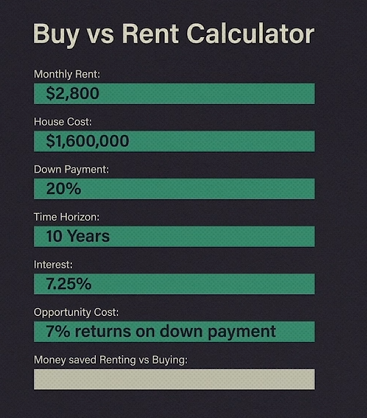 Buy vs Rent Calculator
Monthly Rent:
$2,800
House Cost:
$1,600,000
Down Payment:
20%
Time Horizon:
10 Years
Interest:
7.25%
Opportunity Cost:
7% returns on down payment
Money saved Renting vs Buying: